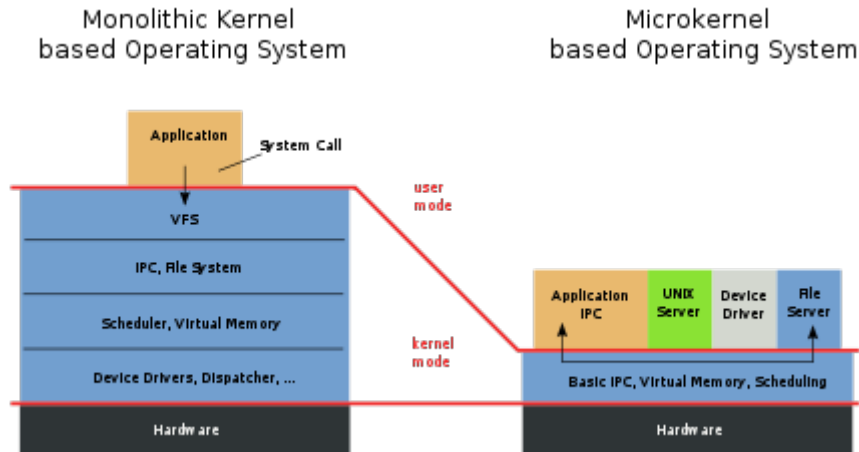 Monolithic Kernel
based Operating System
Microkernel
based Operating System
Application
System Call
user
mode
VFS
IPC, File System
Scheduler, Virtual Memory
kernel
mode
Device Drivers, Dispatcher, ...
Hardware
Application
IPC
UNIX
Server
Device
Driver
File
Server
Basic IPC, Virtual Memory, Scheduling
Hardware